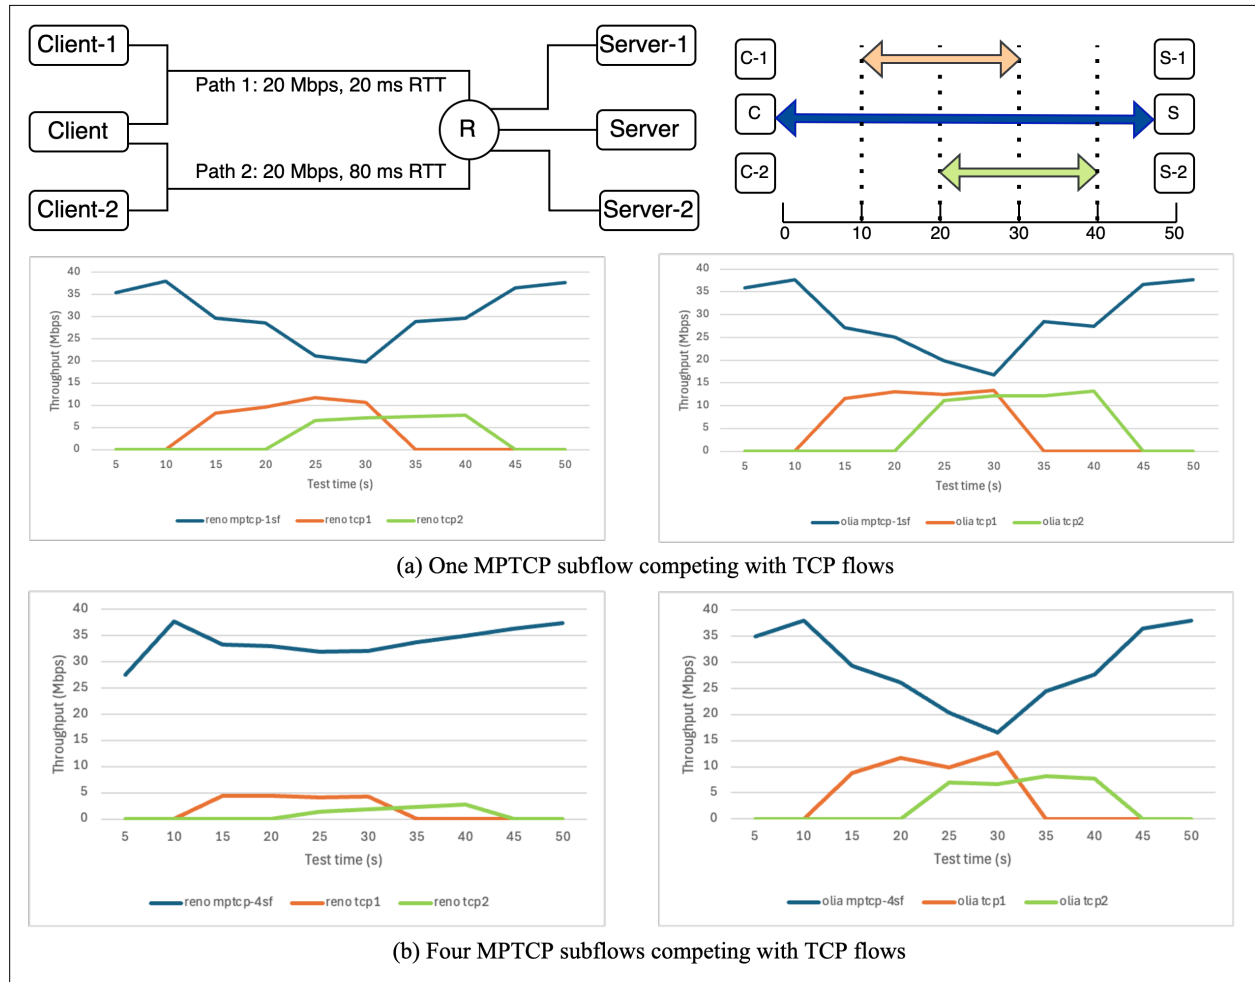 Client-1
Server-1
Path 1: 20 Mbps, 20 ms RTT
Client
R
Server
Path 2: 20 Mbps, 80 ms RTT
Client-2
Server-2
C-1
S-1
C
S
C-2
S-2
0 10 20 30 40 50
40
35
30
25
20
15
10
5
0
Throughput (Mbps)
5 10 15 20 25 30 35 40 45 50
Test time (s)
reno mptcp-1sf reno tcp1 reno tcp2
40
35
30
25
20
15
10
5
0
Throughput (Mbps)
5 10 15 20 25 30 35 40 45 50
Test time (s)
olia mptcp-1sf olia tcp1 olia tcp2
(a) One MPTCP subflow competing with TCP flows
40
35
30
25
20
15
10
5
0
Throughput (Mbps)
5 10 15 20 25 30 35 40 45 50
Test time (s)
reno mptcp-4sf reno tcp1 reno tcp2
40
35
30
25
20
15
10
5
0
Throughput (Mbps)
5 10 15 20 25 30 35 40 45 50
Test time (s)
olia mptcp-4sf olia tcp1 olia tcp2
(b) Four MPTCP subflows competing with TCP flows